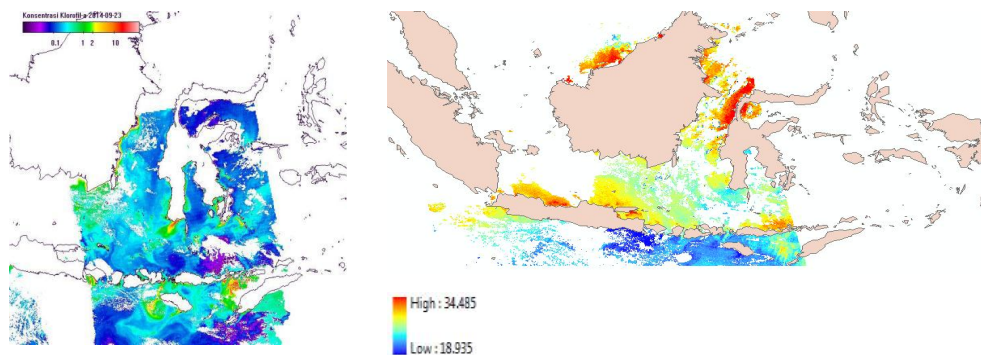 Konsentrasi Klorofil-a 2014-09-23
0.1 1 2 10
High : 34.485
Low : 18.935